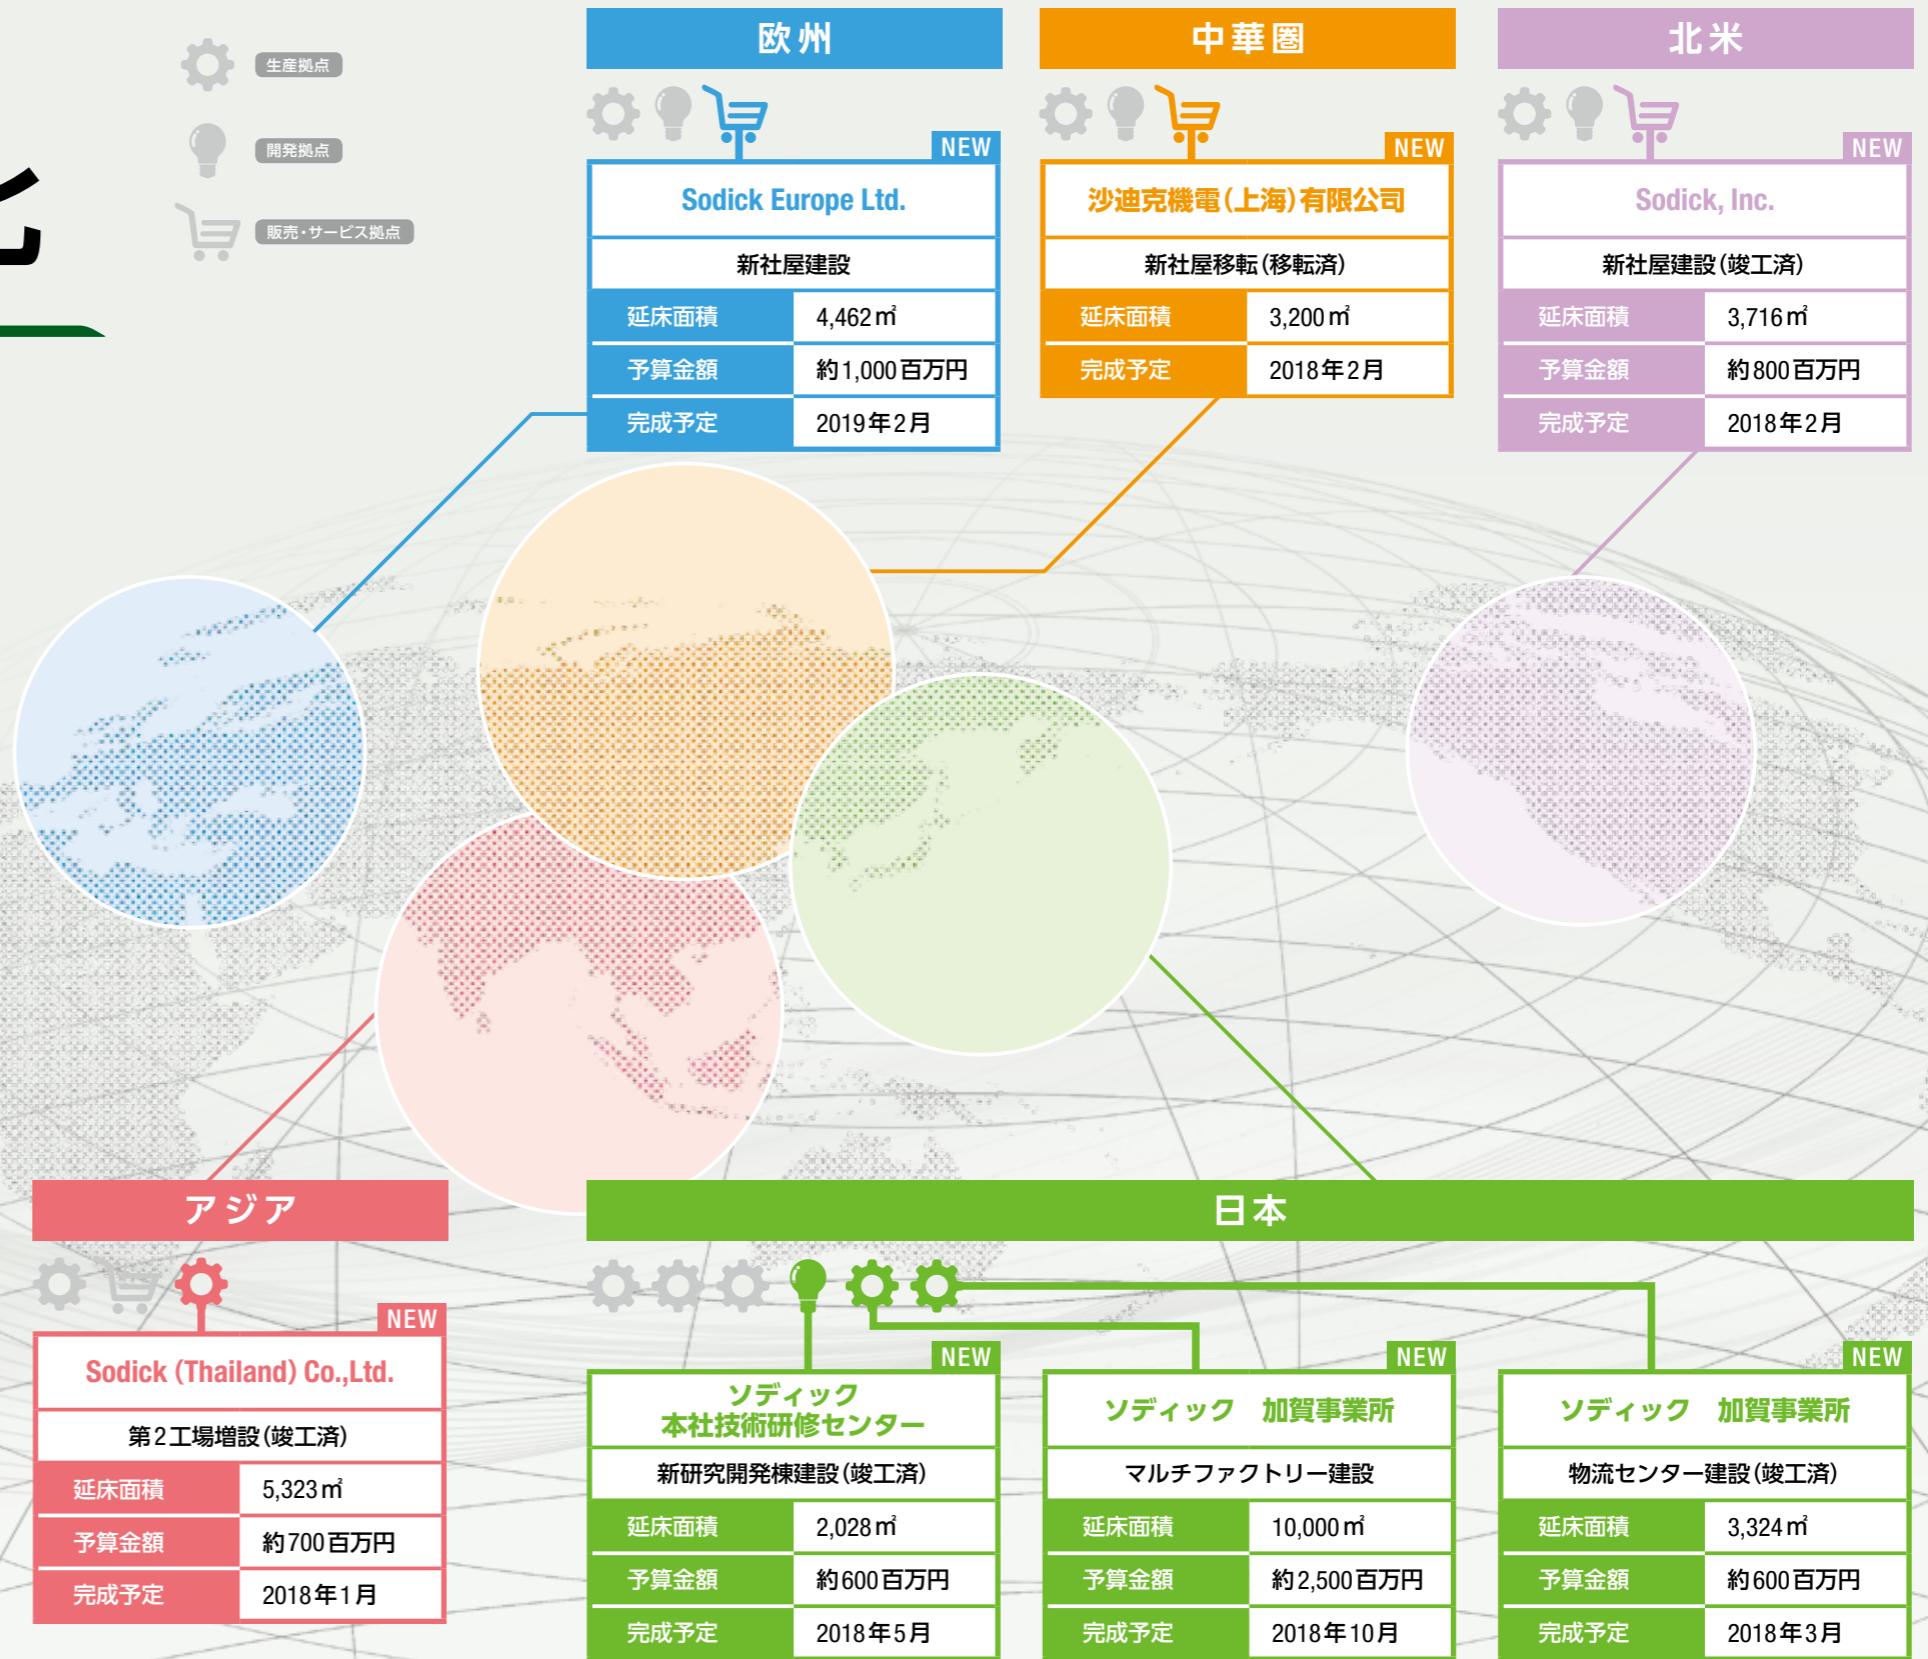 化
生産拠点
開発拠点
販売・サービス拠点
欧州
NEW
Sodick Europe Ltd.
新社屋建設
延床面積 4,462㎡
予算金額 約1,000百万円
完成予定 2019年2月
中華圏
NEW
沙迪克機電(上海)有限公司
新社屋移転(移転済)
延床面積 3,200㎡
完成予定 2018年2月
北米
NEW
Sodick, Inc.
新社屋建設(竣工済)
延床面積 3,716㎡
予算金額 約800百万円
完成予定 2018年2月
アジア
NEW
Sodick (Thailand) Co.,Ltd.
第2工場増設(竣工済)
延床面積 5,323㎡
予算金額 約700百万円
完成予定 2018年1月
日本
NEW
ソディック
本社技術研修センター
新研究開発棟建設(竣工済)
延床面積 2,028㎡
予算金額 約600百万円
完成予定 2018年5月
NEW
ソディック 加賀事業所
マルチファクトリー建設
延床面積 10,000㎡
予算金額 約2,500百万円
完成予定 2018年10月
NEW
ソディック 加賀事業所
物流センター建設(竣工済)
延床面積 3,324㎡
予算金額 約600百万円
完成予定 2018年3月